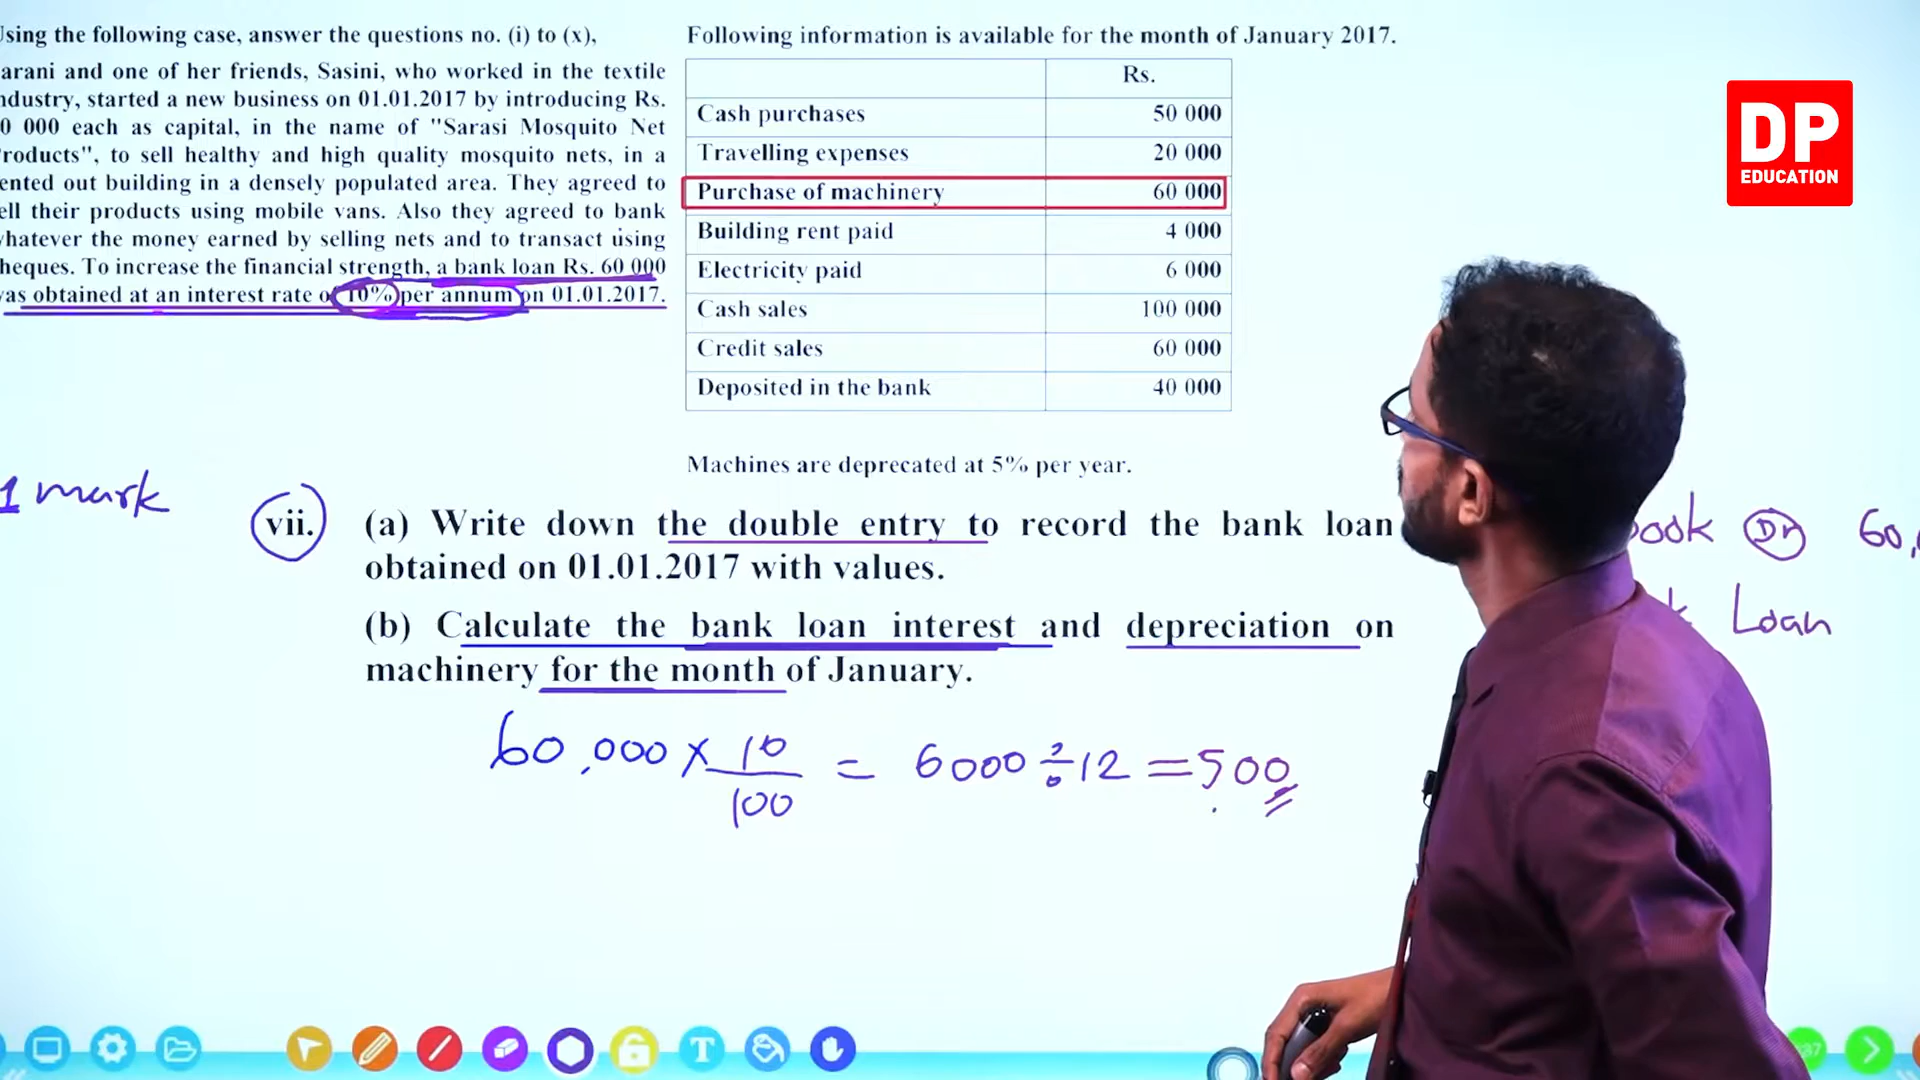 Using the following case, answer the questions no. (i) to (x),
arani and one of her friends, Sasini, who worked in the textile
ndustry, started a new business on 01.01.2017 by introducing Rs.
0 000 each as capital, in the name of "Sarasi Mosquito Net
roducts", to sell healthy and high quality mosquito nets, in a
ented out building in a densely populated area. They agreed to
ell their products using mobile vans. Also they agreed to bank
hatever the money earned by selling nets and to transact using
heques. To increase the financial strength, a bank loan Rs. 60 000
as obtained at an interest rate of 10% per annum on 01.01.2017.
Following information is available for the month of January 2017.
Rs.
Cash purchases 50 000
Travelling expenses 20 000
Purchase of machinery 60 000
Building rent paid 4 000
Electricity paid 6 000
Cash sales 100 000
Credit sales 60 000
Deposited in the bank 40 000
Machines are deprecated at 5% per year.
DP
EDUCATION
1 mark
vii. (a) Write down the double entry to record the bank loan
obtained on 01.01.2017 with values.
(b) Calculate the bank loan interest and depreciation on
machinery for the month of January.
book Dr 60,
k Loan
60,000 × 10/100 = 6000 ÷ 12 = 500
T
37